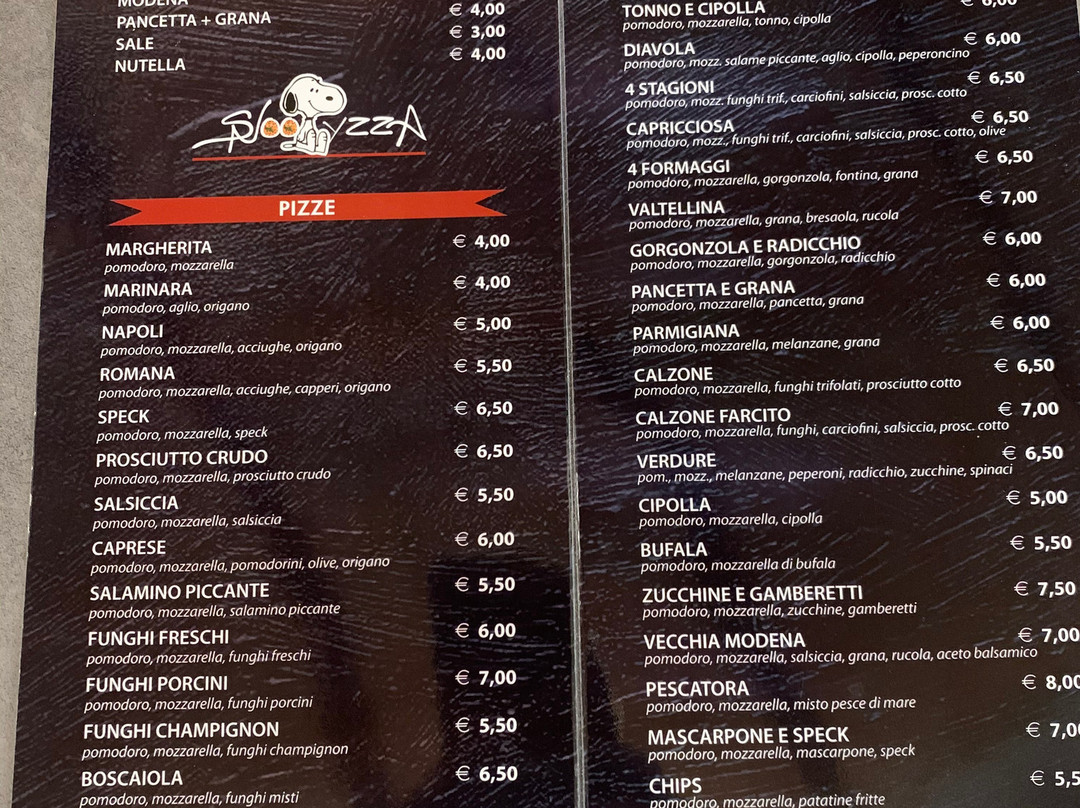 MODENA € 4,00
PANCETTA + GRANA € 3,00
SALE € 4,00
NUTELLA
SpoooyzzA
PIZZE
MARGHERITA € 4,00
pomodoro, mozzarella
MARINARA € 4,00
pomodoro, aglio, origano
NAPOLI € 5,00
pomodoro, mozzarella, acciughe, origano
ROMANA € 5,50
pomodoro, mozzarella, acciughe, capperi, origano
SPECK € 6,50
pomodoro, mozzarella, speck
PROSCIUTTO CRUDO € 6,50
pomodoro, mozzarella, prosciutto crudo
SALSICCIA € 5,50
pomodoro, mozzarella, salsiccia
CAPRESE € 6,00
pomodoro, mozzarella, pomodorini, olive, origano
SALAMINO PICCANTE € 5,50
pomodoro, mozzarella, salamino piccante
FUNGHI FRESCHI € 6,00
pomodoro, mozzarella, funghi freschi
FUNGHI PORCINI € 7,00
pomodoro, mozzarella, funghi porcini
FUNGHI CHAMPIGNON € 5,50
pomodoro, mozzarella, funghi champignon
BOSCAIOLA € 6,50
pomodoro, mozzarella, funghi misti
TONNO E CIPOLLA € 6,00
pomodoro, mozzarella, tonno, cipolla
DIAVOLA € 6,00
pomodoro, mozz. salame piccante, aglio, cipolla, peperoncino
4 STAGIONI € 6,50
pomodoro, mozz. funghi trif., carciofini, salsiccia, prosc. cotto
CAPRICCIOSA € 6,50
pomodoro, mozz., funghi trif., carciofini, salsiccia, prosc. cotto, olive
4 FORMAGGI € 6,50
pomodoro, mozzarella, gorgonzola, fontina, grana
VALTELLINA € 7,00
pomodoro, mozzarella, grana, bresaola, rucola
GORGONZOLA E RADICCHIO € 6,00
pomodoro, mozzarella, gorgonzola, radicchio
PANCETTA E GRANA € 6,00
pomodoro, mozzarella, pancetta, grana
PARMIGIANA € 6,00
pomodoro, mozzarella, melanzane, grana
CALZONE € 6,50
pomodoro, mozzarella, funghi trifolati, prosciutto cotto
CALZONE FARCITO € 7,00
pomodoro, mozzarella, funghi, carciofini, salsiccia, prosc. cotto
VERDURE € 6,50
pom., mozz., melanzane, peperoni, radicchio, zucchine, spinaci
CIPOLLA € 5,00
pomodoro, mozzarella, cipolla
BUFALA € 5,50
pomodoro, mozzarella di bufala
ZUCCHINE E GAMBERETTI € 7,50
pomodoro, mozzarella, zucchine, gamberetti
VECCHIA MODENA € 7,00
pomodoro, mozzarella, salsiccia, grana, rucola, aceto balsamico
PESCATORA € 8,00
pomodoro, mozzarella, misto pesce di mare
MASCARPONE E SPECK € 7,0
pomodoro, mozzarella, mascarpone, speck
CHIPS € 5,5
pomodoro, mozzarella, patatine fritte